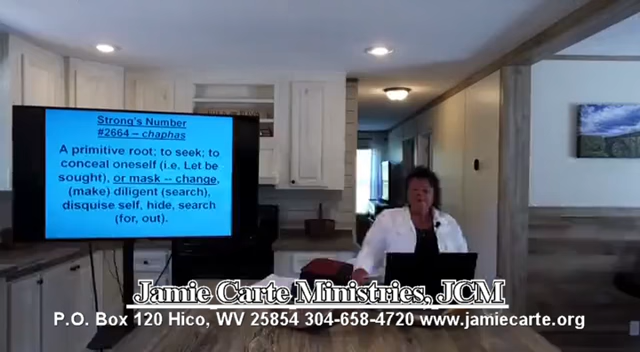 Strong's Number
#2664 – chaphas
A primitive root; to seek; to
conceal oneself (i.e. Let be
sought), or mask -- change,
(make) diligent (search),
disquise self, hide, search
(for, out).
Jamie Carte Ministries, JCM
P.O. Box 120 Hico, WV 25854 304-658-4720 www.jamiecarte.org